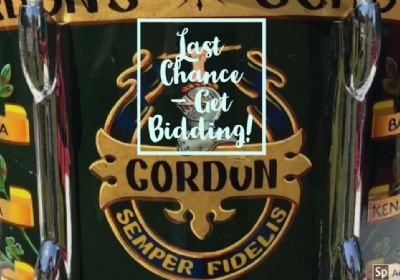 Last
Chance
– Get
Bidding!
GORDON
SEMPER FIDELIS